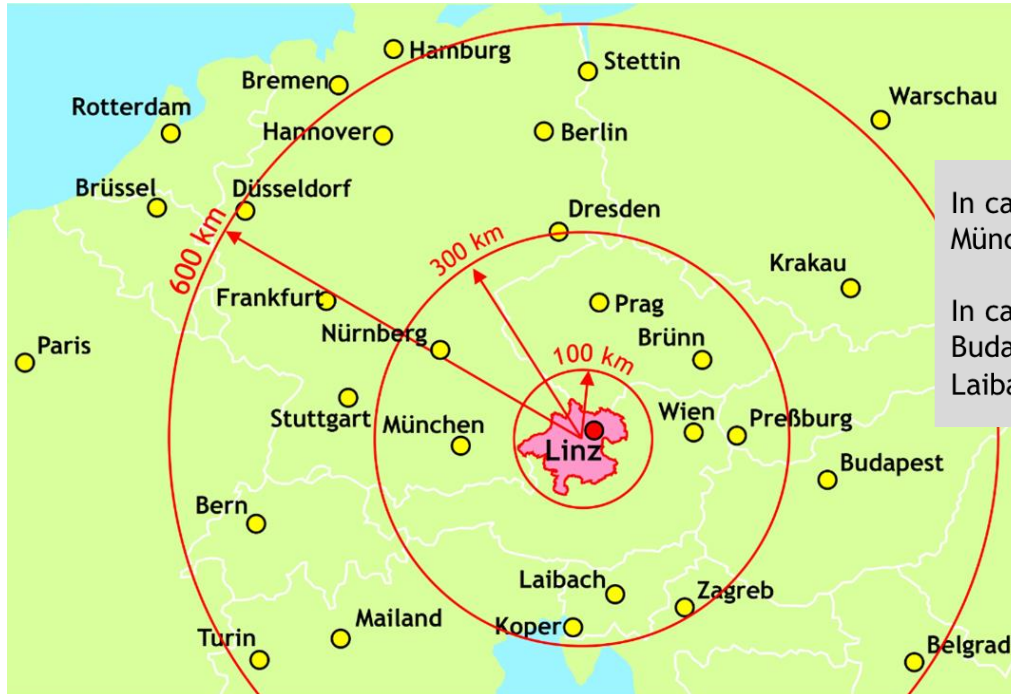 Hamburg
Stettin
Bremen
Warschau
Rotterdam
Hannover
Berlin
Brüssel
Düsseldorf
Dresden
In ca
Münc
600 km
300 km
Krakau
Frankfurt
Prag
In ca
Nürnberg
Brünn
Buda
Paris
100 km
Laiba
Stuttgart
München
Wien
Preßburg
Linz
Budapest
Bern
Laibach
Zagreb
Mailand
Koper
Turin
Belgrad